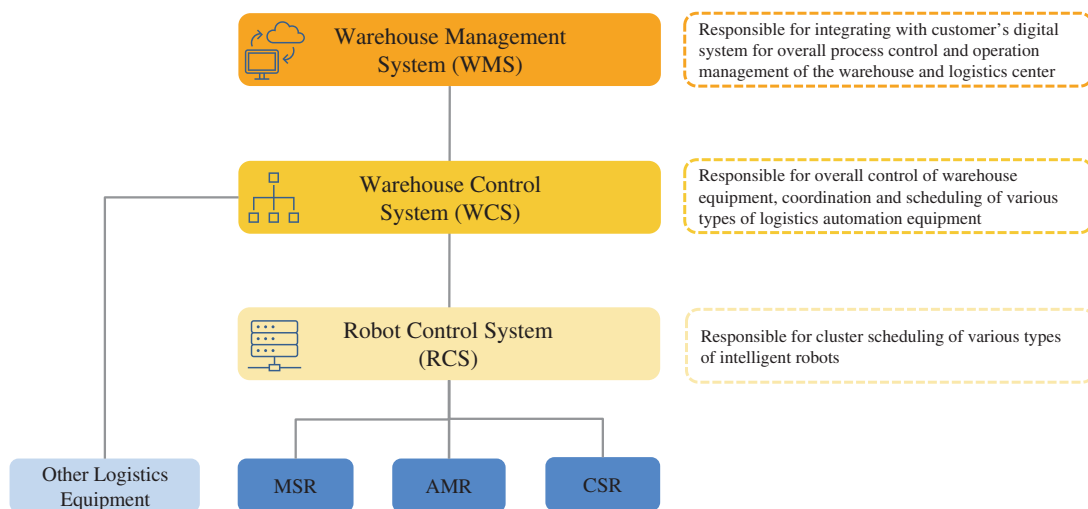 Warehouse Management
System (WMS)
Responsible for integrating with customer’s digital
system for overall process control and operation
management of the warehouse and logistics center
Warehouse Control
System (WCS)
Responsible for overall control of warehouse
equipment, coordination and scheduling of various
types of logistics automation equipment
Robot Control System
(RCS)
Responsible for cluster scheduling of various types
of intelligent robots
Other Logistics
Equipment
MSR
AMR
CSR